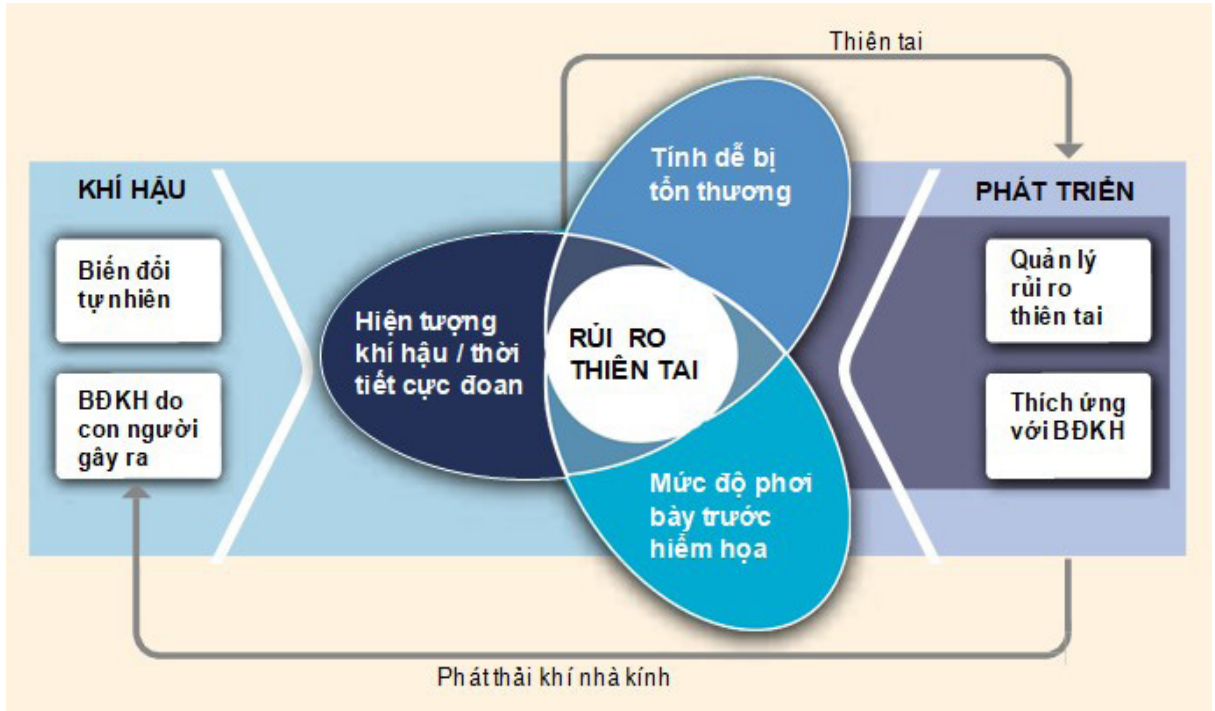 Thiên tai
KHÍ HẬU
Biến đổi
tự nhiên
BĐKH do
con người
gây ra
Hiện tượng
khí hậu / thời
tiết cực đoan
Tính dễ bị
tổn thương
RỦI RO
THIÊN TAI
Mức độ phơi
bày trước
hiểm họa
PHÁT TRIỂN
Quản lý
rủi ro
thiên tai
Thích ứng
với BĐKH
Phát thải khí nhà kính